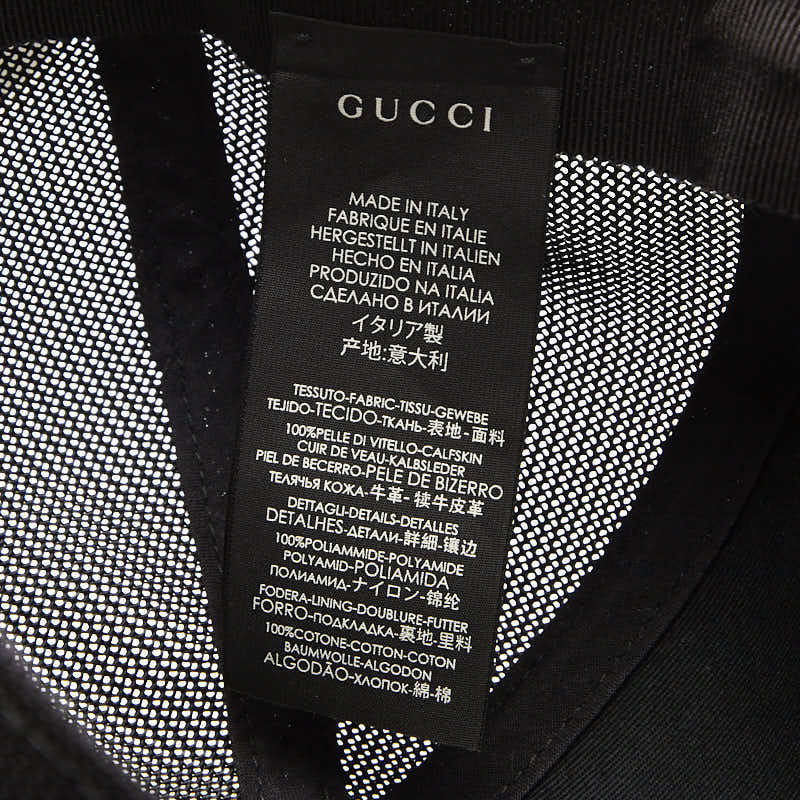 GUCCI
MADE IN ITALY
FABRIQUE EN ITALIE
HERGESTELLT IN ITALIEN
HECHO EN ITALIA
PRODUZIDO NA ITALIA
СДЕЛАНО В ИТАЛИИ
イタリア製
产地:意大利
TESSUTO-FABRIC-TISSU-GEWEBE
TEJIDO-TECIDO-ТКАНЬ-表地-面料
100%PELLE DI VITELLO-CALFSKIN
CUIR DE VEAU-KALBSLEDER
PIEL DE BECERRO-PELE DE BIZERRO
ТЕЛЯЧЬЯ КОЖА-牛革-犊牛皮革
DETTAGLI-DETAILS-DETALLES
DETALHES-ДЕТАЛИ-詳細-镶边
100%POLIAMMIDE-POLYAMIDE
POLYAMID-POLIAMIDA
ПОЛИАМИД-ナイロン-锦纶
FODERA-LINING-DOUBLURE-FUTTER
FORRO-ПОДКЛАДКА-裏地-里料
100%COTONE-COTTON-COTON
BAUMWOLLE-ALGODON
ALGODÃO-ХЛОПОК-綿-棉